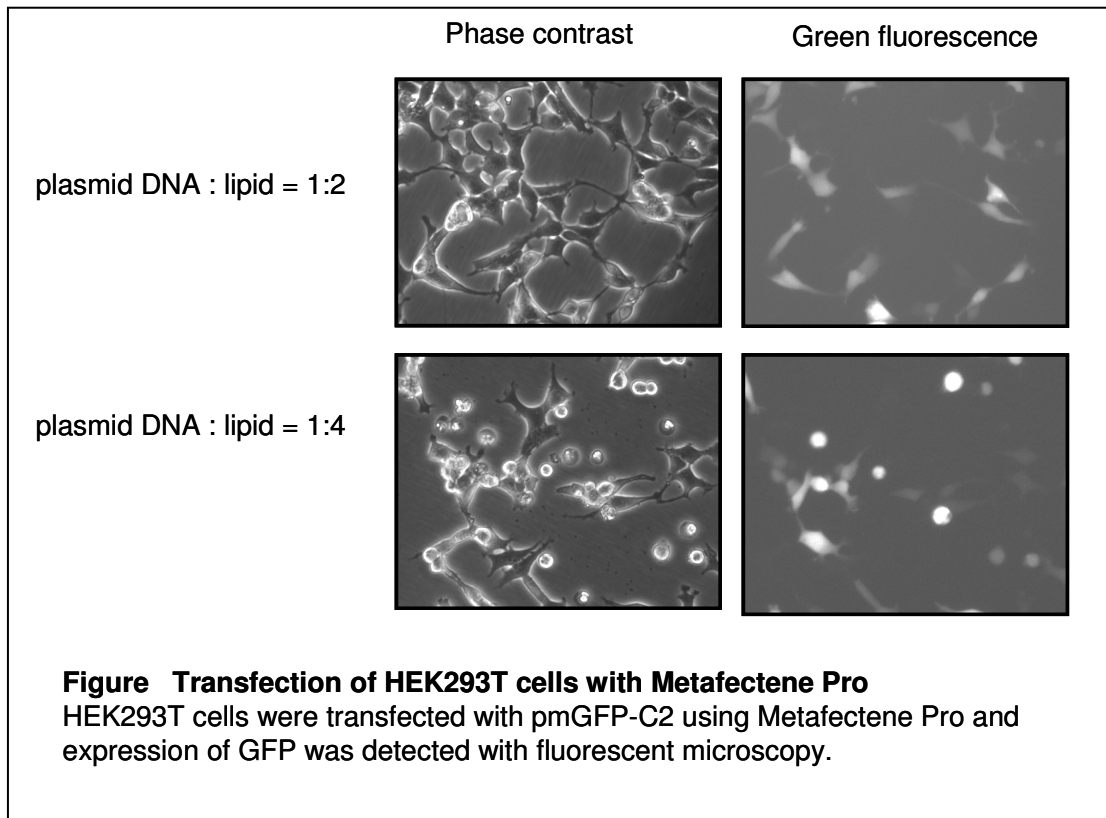 Phase contrast
Green fluorescence
plasmid DNA : lipid = 1:2
plasmid DNA : lipid = 1:4
Figure   Transfection of HEK293T cells with Metafectene Pro
HEK293T cells were transfected with pmGFP-C2 using Metafectene Pro and
expression of GFP was detected with fluorescent microscopy.